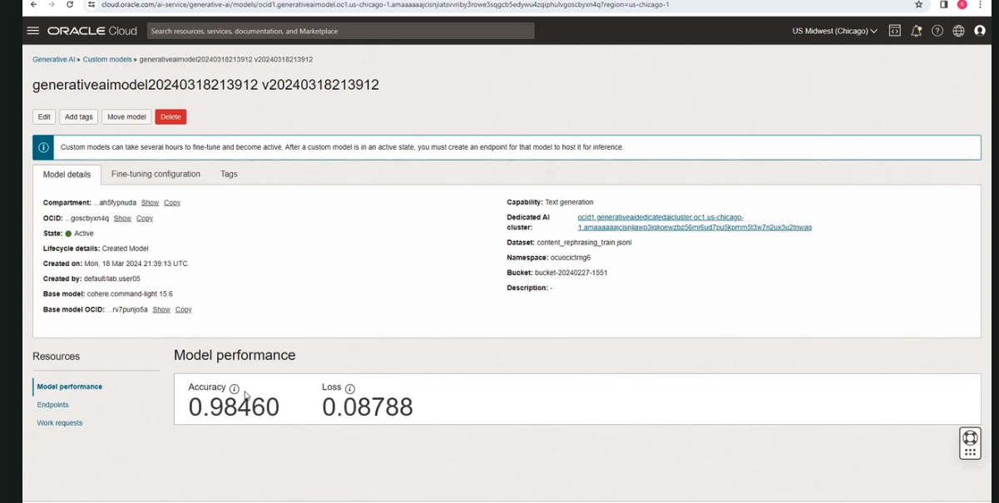 cloud.oracle.com/ai-service/generative-ai/models/ocid1.generativeaimodel.oc1.us-chicago-1.amaaaaaajcisnjiatsvvriby3rowe3sqgcb5edywu4zqiphulvgoscbyxn4q?region=us-chicago-1
R
ORACLE Cloud
Search resources, services, documentation, and Marketplace
US Midwest (Chicago)
Generative AI » Custom models » generativeaimodel20240318213912 v20240318213912
generativeaimodel20240318213912 v20240318213912
Edit Add tags Move model Delete
Custom models can take several hours to fine-tune and become active. After a custom model is in an active state, you must create an endpoint for that model to host it for inference.
Model details Fine-tuning configuration Tags
Compartment: ...ah5fypnuda Show Copy
OCID: ...goscbyxn4q Show Copy
State: Active
Lifecycle details: Created Model
Created on: Mon, 18 Mar 2024 21:39:13 UTC
Created by: default/lab.user05
Base model: cohere.command-light 15.6
Base model OCID: ...rv7punjo5a Show Copy
Capability: Text generation
Dedicated AI cluster: ocid1.generativeaidedicatedaicluster.oc1.us-chicago-
1.amaaaaaajcisnjiawp3iqkoewzbz56mr6ud7pu5kpmm5t3w7n2ux3u2tnwaq
Dataset: content_rephrasing_train.jsonl
Namespace: ocuocictrng6
Bucket: bucket-20240227-1551
Description: -
Resources
Model performance
Endpoints
Work requests
Model performance
Accuracy Loss
0.98460 0.08788